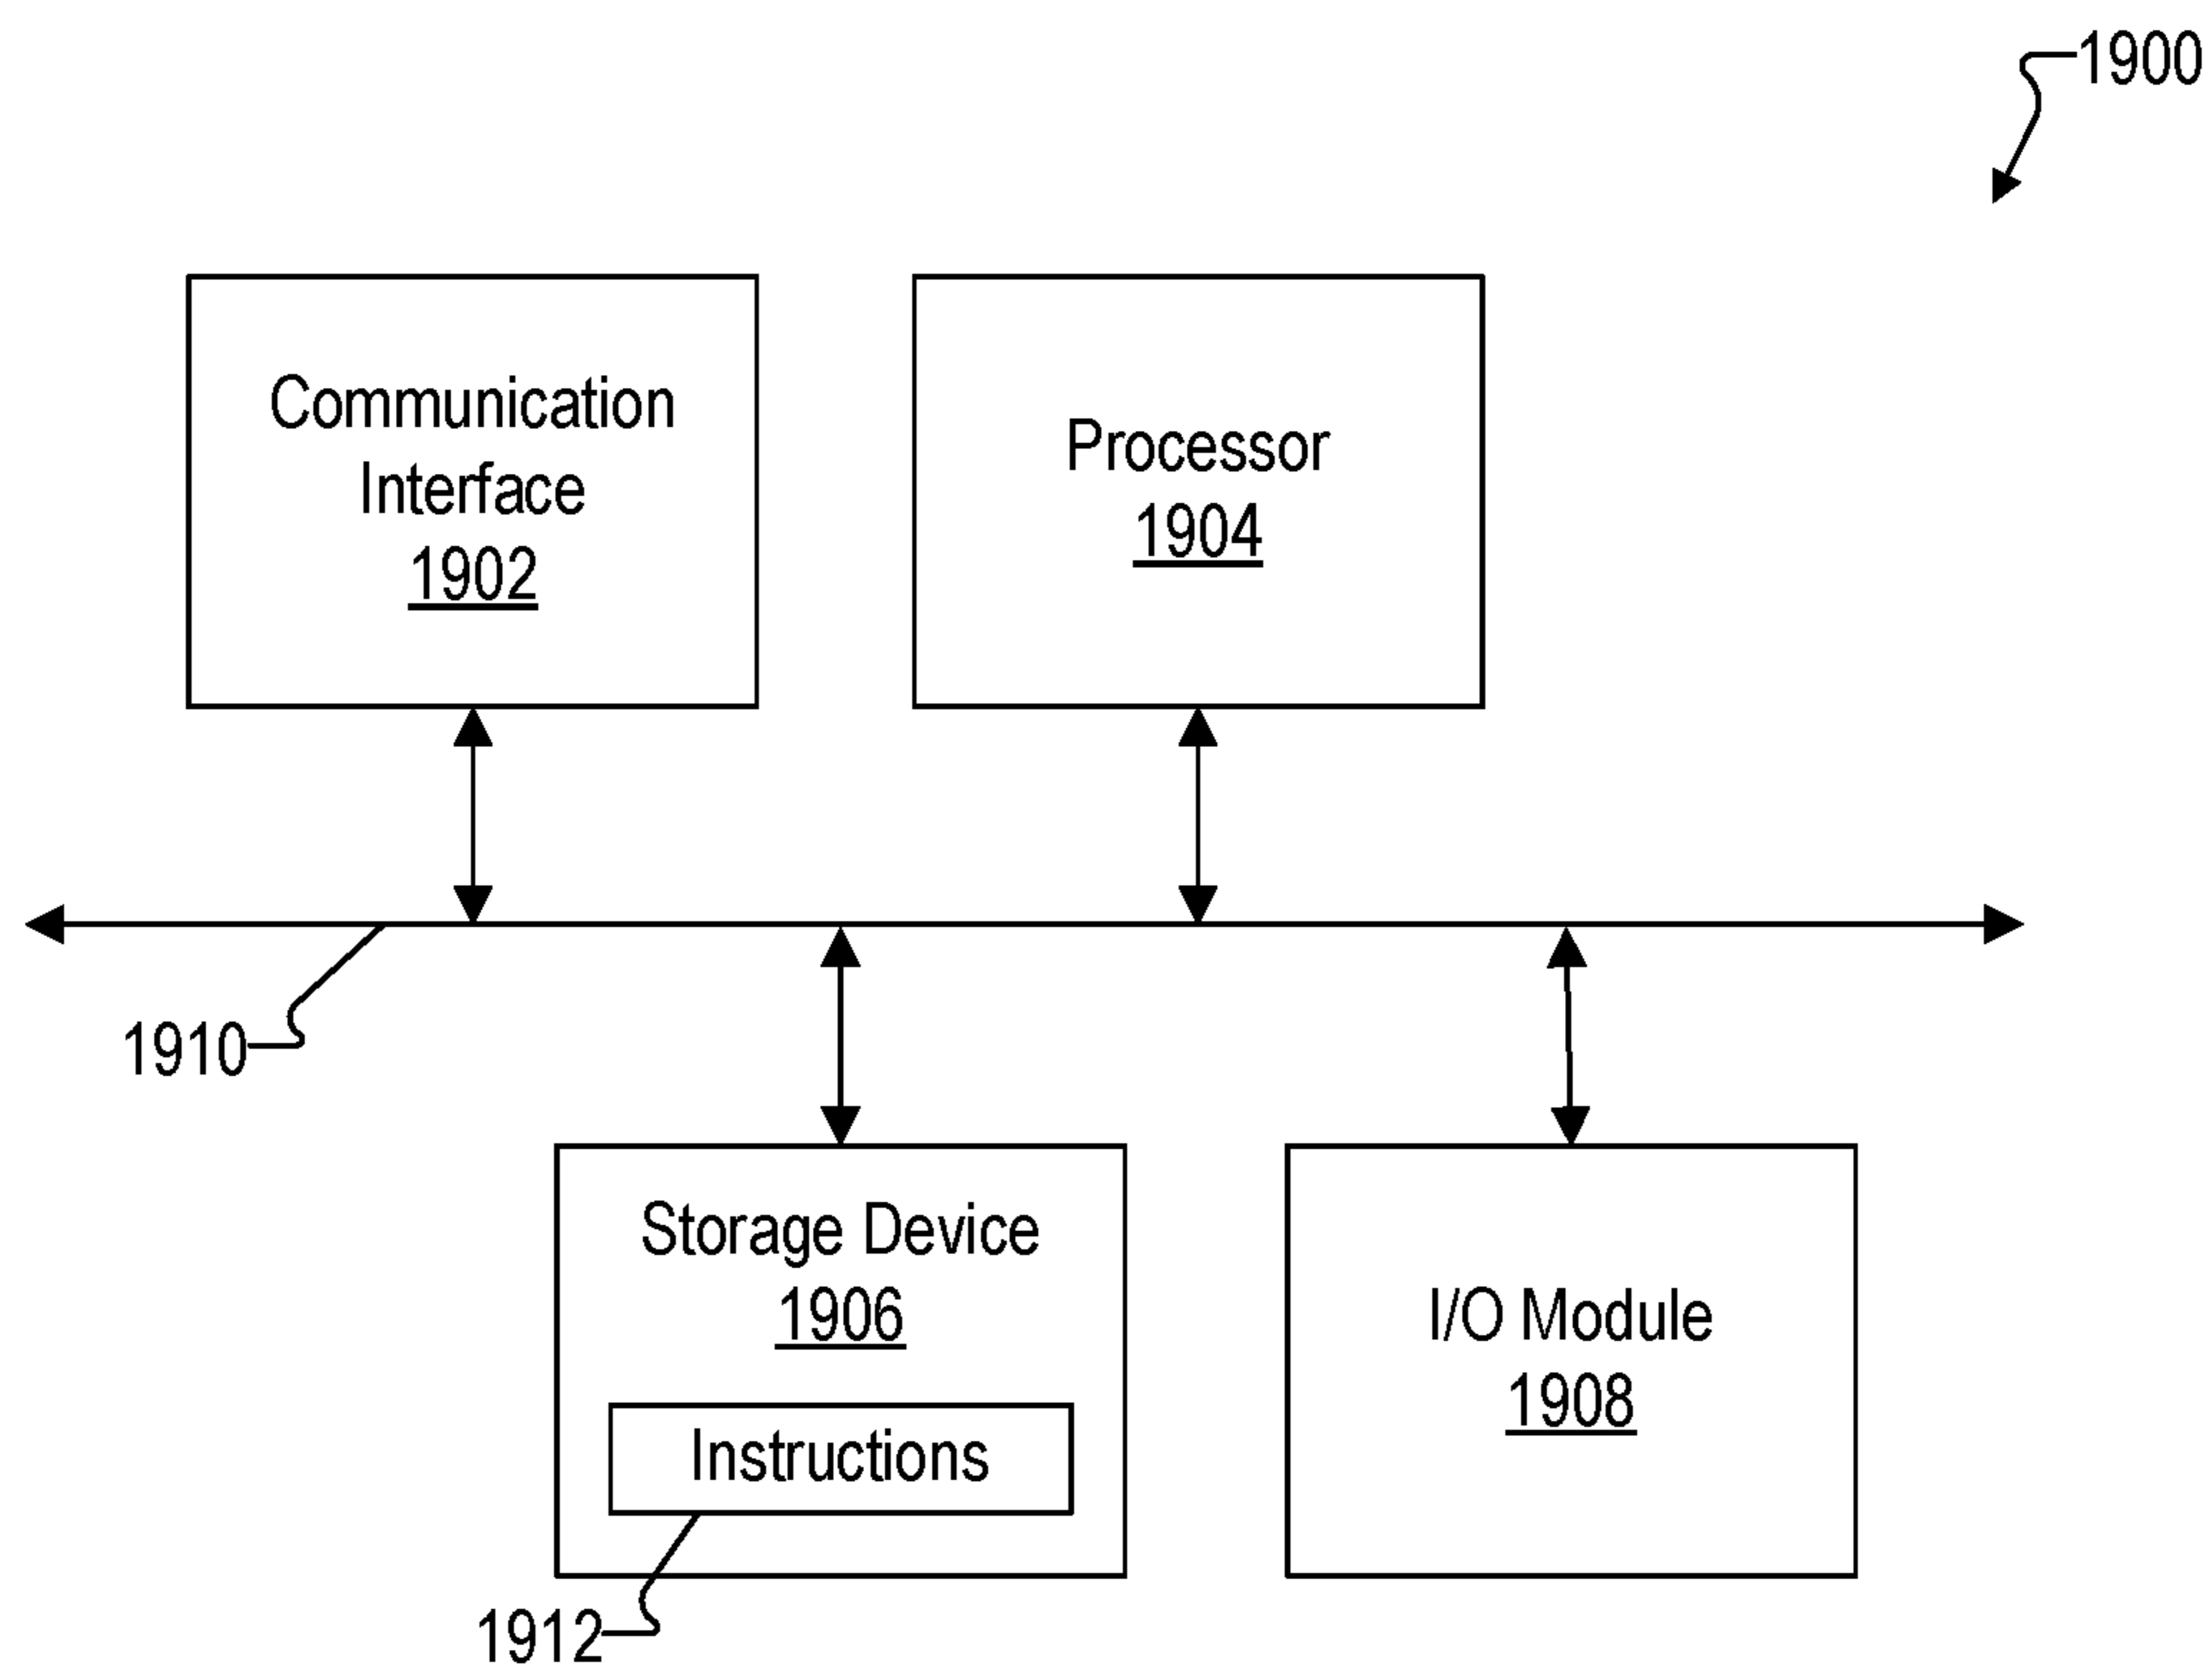 1900
Communication
Interface
1902
Processor
1904
1910
Storage Device
1906
Instructions
1912
I/O Module
1908